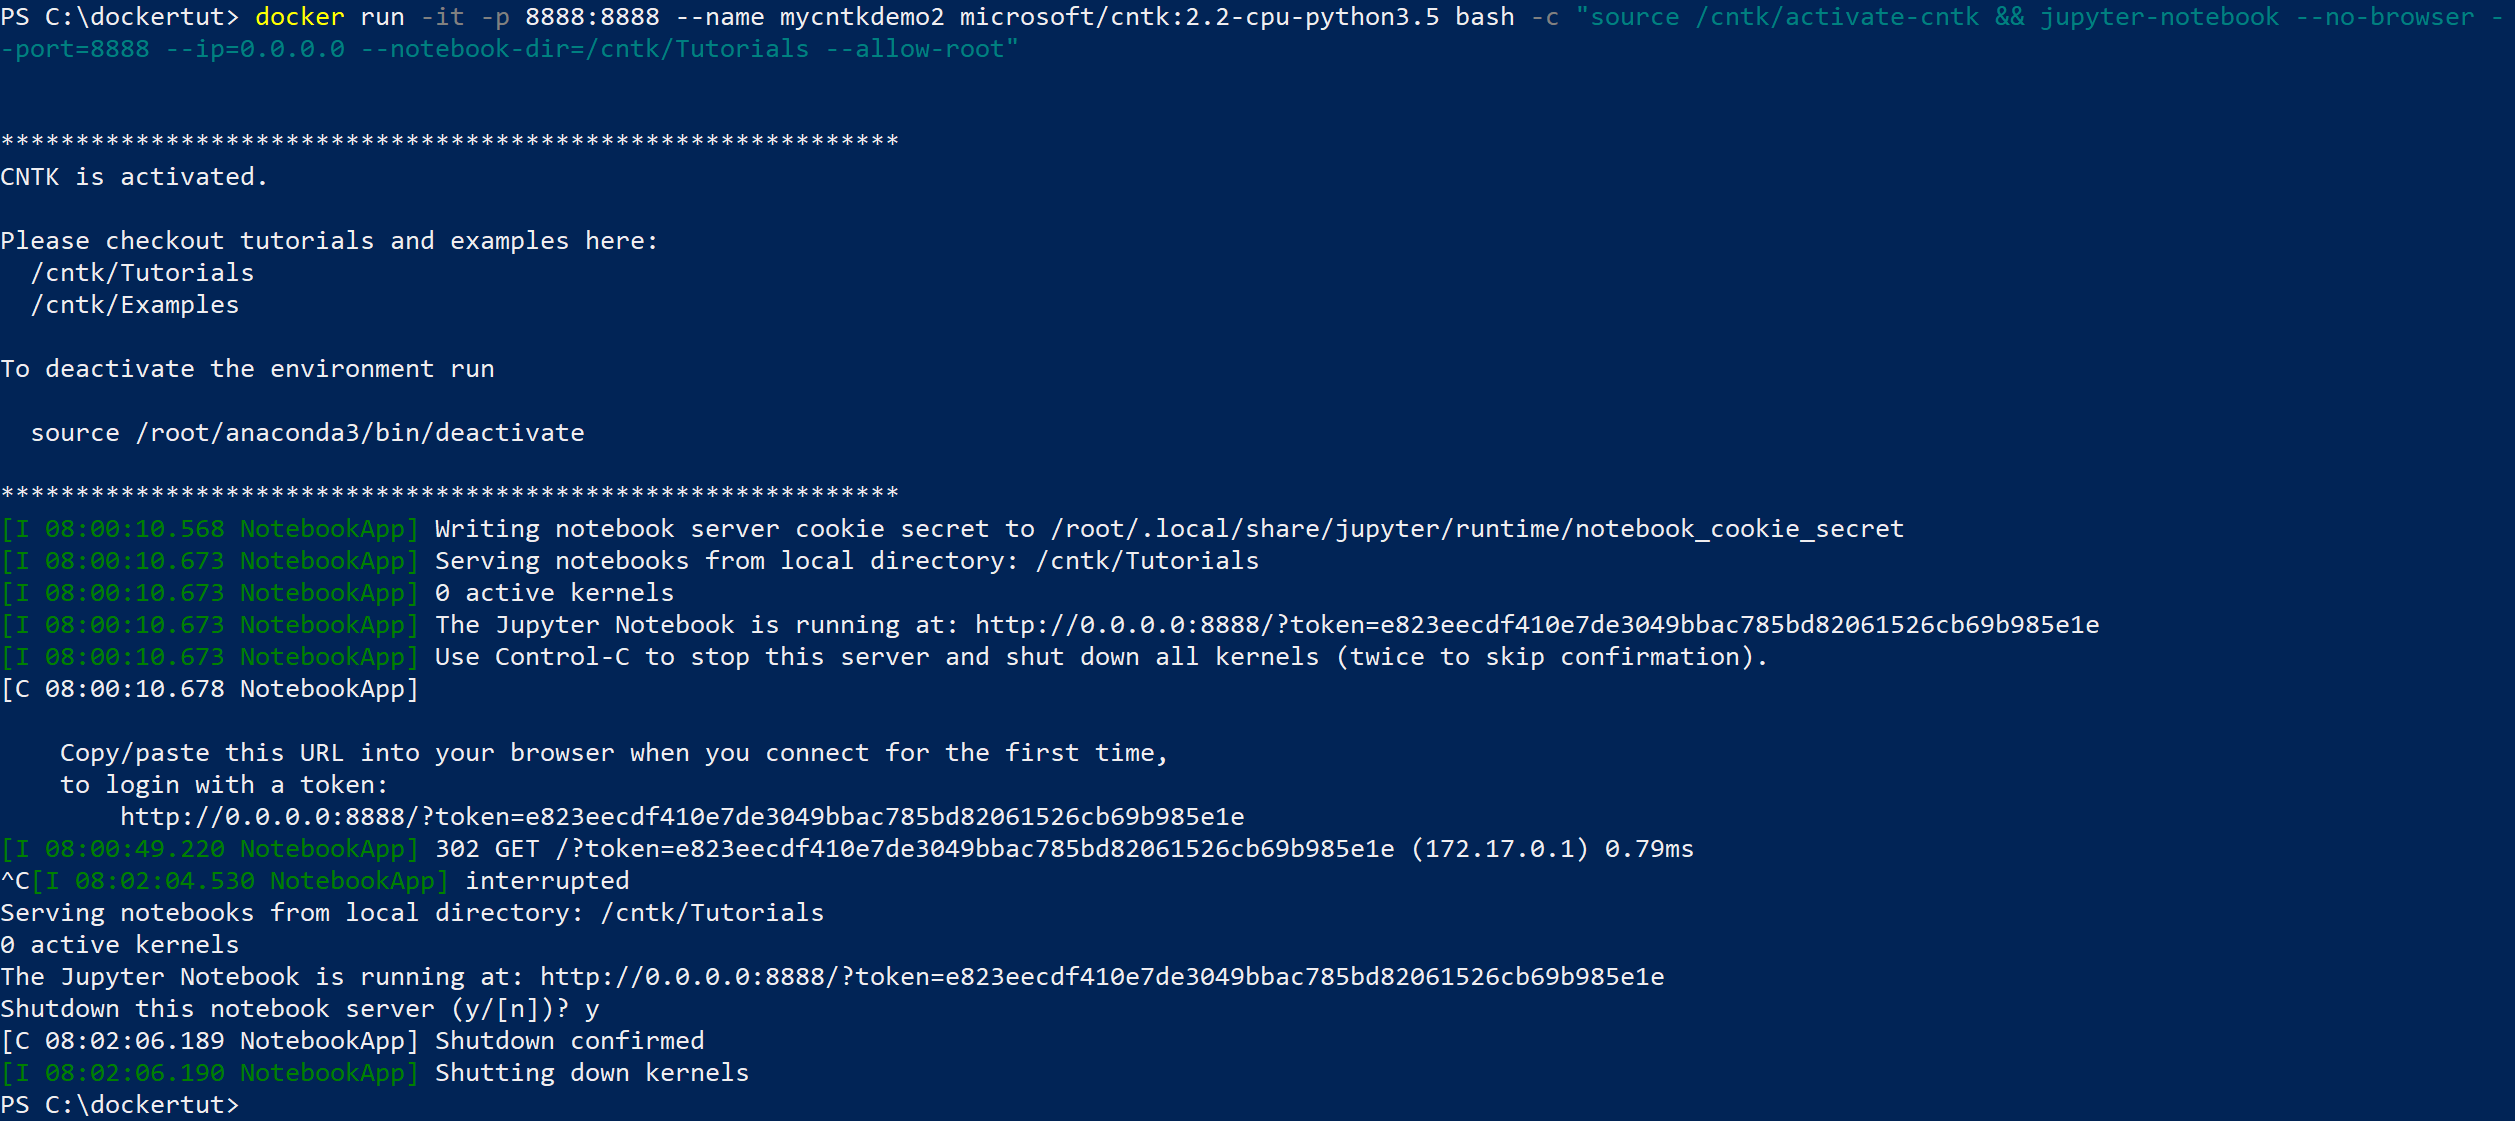 PS C:\dockertut> docker run -it -p 8888:8888 --name mycntkdemo2 microsoft/cntk:2.2-cpu-python3.5 bash -c "source /cntk/activate-cntk && jupyter-notebook --no-browser -
-port=8888 --ip=0.0.0.0 --notebook-dir=/cntk/Tutorials --allow-root"
************************************************************
CNTK is activated.
Please checkout tutorials and examples here:
  /cntk/Tutorials
  /cntk/Examples
To deactivate the environment run
  source /root/anaconda3/bin/deactivate
************************************************************
[I 08:00:10.568 NotebookApp] Writing notebook server cookie secret to /root/.local/share/jupyter/runtime/notebook_cookie_secret
[I 08:00:10.673 NotebookApp] Serving notebooks from local directory: /cntk/Tutorials
[I 08:00:10.673 NotebookApp] 0 active kernels
[I 08:00:10.673 NotebookApp] The Jupyter Notebook is running at: http://0.0.0.0:8888/?token=e823eecdf410e7de3049bbac785bd82061526cb69b985e1e
[I 08:00:10.673 NotebookApp] Use Control-C to stop this server and shut down all kernels (twice to skip confirmation).
[C 08:00:10.678 NotebookApp]
    Copy/paste this URL into your browser when you connect for the first time,
    to login with a token:
        http://0.0.0.0:8888/?token=e823eecdf410e7de3049bbac785bd82061526cb69b985e1e
[I 08:00:49.220 NotebookApp] 302 GET /?token=e823eecdf410e7de3049bbac785bd82061526cb69b985e1e (172.17.0.1) 0.79ms
^C[I 08:02:04.530 NotebookApp] interrupted
Serving notebooks from local directory: /cntk/Tutorials
0 active kernels
The Jupyter Notebook is running at: http://0.0.0.0:8888/?token=e823eecdf410e7de3049bbac785bd82061526cb69b985e1e
Shutdown this notebook server (y/[n])? y
[C 08:02:06.189 NotebookApp] Shutdown confirmed
[I 08:02:06.190 NotebookApp] Shutting down kernels
PS C:\dockertut>